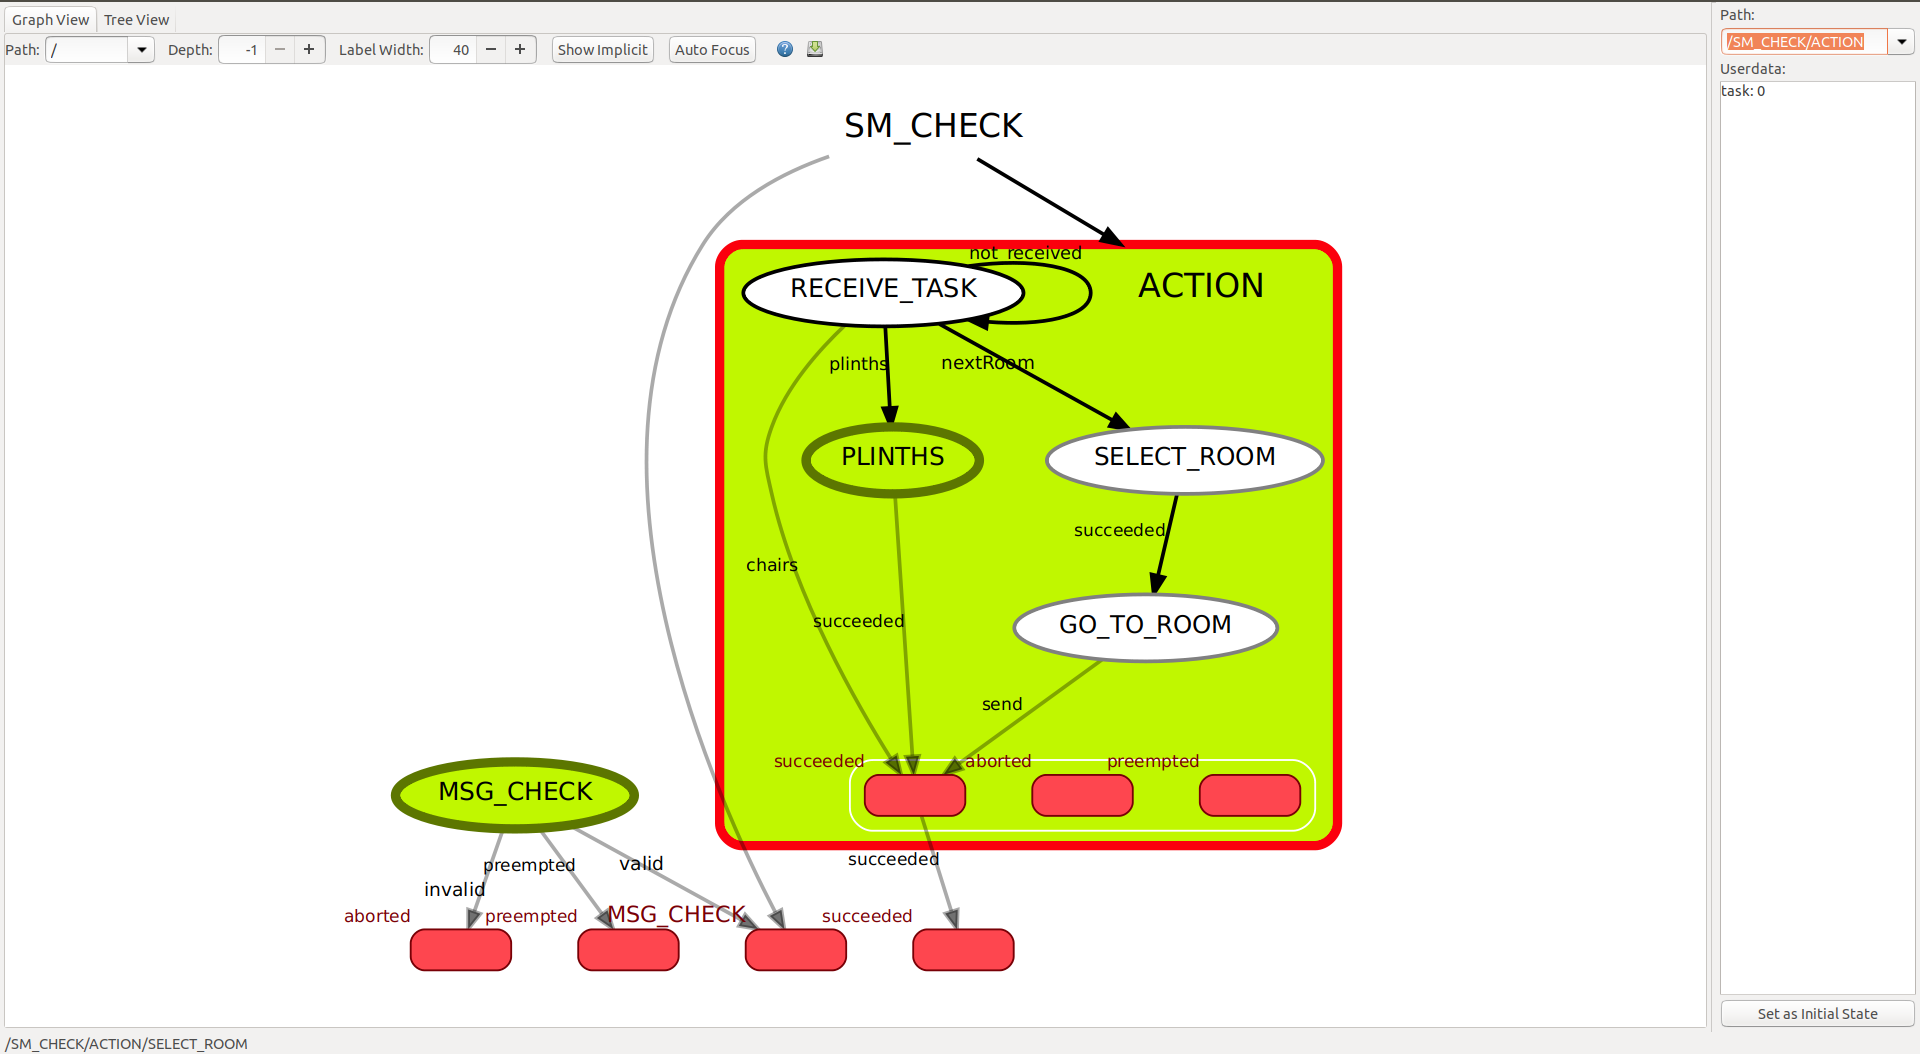 Graph View Tree View
Path: / Depth: -1 Label Width: 40 Show Implicit Auto Focus
SM_CHECK
not_received
RECEIVE_TASK
ACTION
plinths
nextRoom
PLINTHS
SELECT_ROOM
succeeded
chairs
succeeded
GO_TO_ROOM
send
succeeded
aborted
preempted
MSG_CHECK
succeeded
preempted
valid
invalid
aborted
preempted
MSG_CHECK
succeeded
Path:
/SM_CHECK/ACTION
Userdata:
task: 0
Set as Initial State
/SM_CHECK/ACTION/SELECT_ROOM